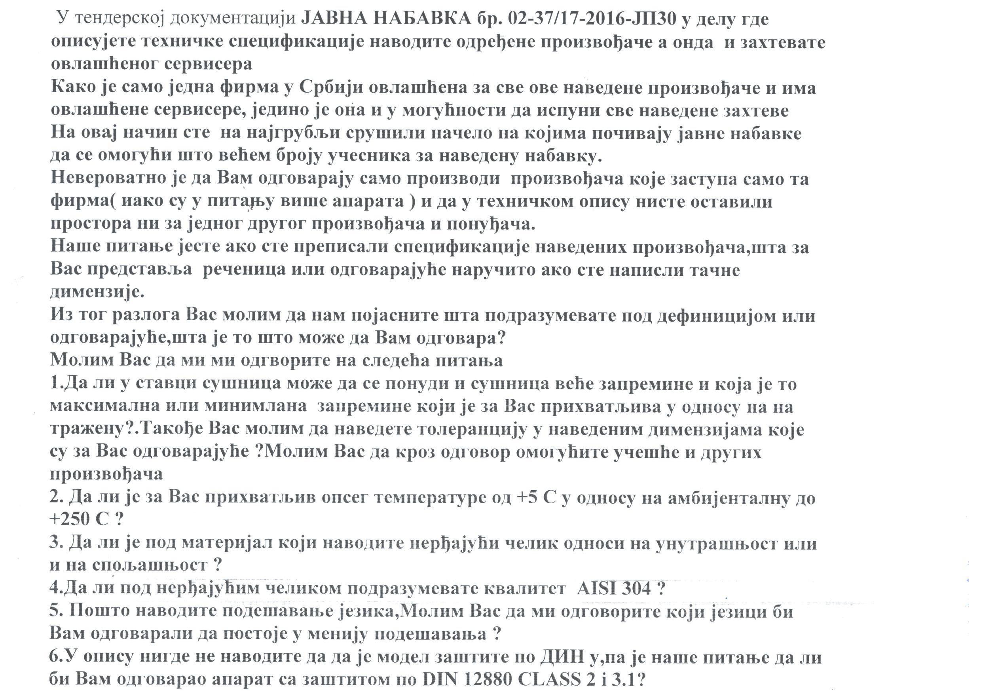 У тендерској документацији ЈАВНА НАБАВКА бр. 02-37/17-2016-ЈП30 у делу где
описујете техничке спецификације наводите одређене произвођаче а онда и захтевате
овлашћеног сервисера
Како је само једна фирма у Србији овлашћена за све ове наведене произвођаче и има
овлашћене сервисере, једино је она и у могућности да испуни све наведене захтеве
На овај начин сте на најгрубљи срушили начело на којима почивају јавне набавке
да се омогући што већем броју учесника за наведену набавку.
Невероватно је да Вам одговарају само производи произвођача које заступа само та
фирма( иако су у питању више апарата ) и да у техничком опису нисте оставили
простора ни за једног другог произвођача и понуђача.
Наше питање јесте ако сте преписали спецификације наведених произвођача,шта за
Вас представља реченица или одговарајуће наручито ако сте написли тачне
димензије.
Из тог разлога Вас молим да нам појасните шта подразумевате под дефиницијом или
одговарајуће,шта је то што може да Вам одговара?
Молим Вас да ми ми одгворите на следећа питања
1.Да ли у ставци сушница може да се понуди и сушница веће запремине и која је то
максимална или минимлана запремине који је за Вас прихватљива у односу на на
тражену?.Такође Вас молим да наведете толеранцију у наведеним димензијама које
су за Вас одговарајуће ?Молим Вас да кроз одговор омогућите учешће и других
произвођача
2. Да ли је за Вас прихватљив опсег температуре од +5 С у односу на амбијенталну до
+250 С ?
3. Да ли је под материјал који наводите нерђајући челик односи на унутрашњост или
и на спољашњост ?
4.Да ли под нерђајућим челиком подразумевате квалитет AISI 304 ?
5. Пошто наводите подешавање језика,Молим Вас да ми одговорите који језици би
Вам одговарали да постоје у менију подешавања ?
6.У опису нигде не наводите да да је модел заштите по ДИН у,па је наше питање да ли
би Вам одговарао апарат са заштитом по DIN 12880 CLASS 2 i 3.1?